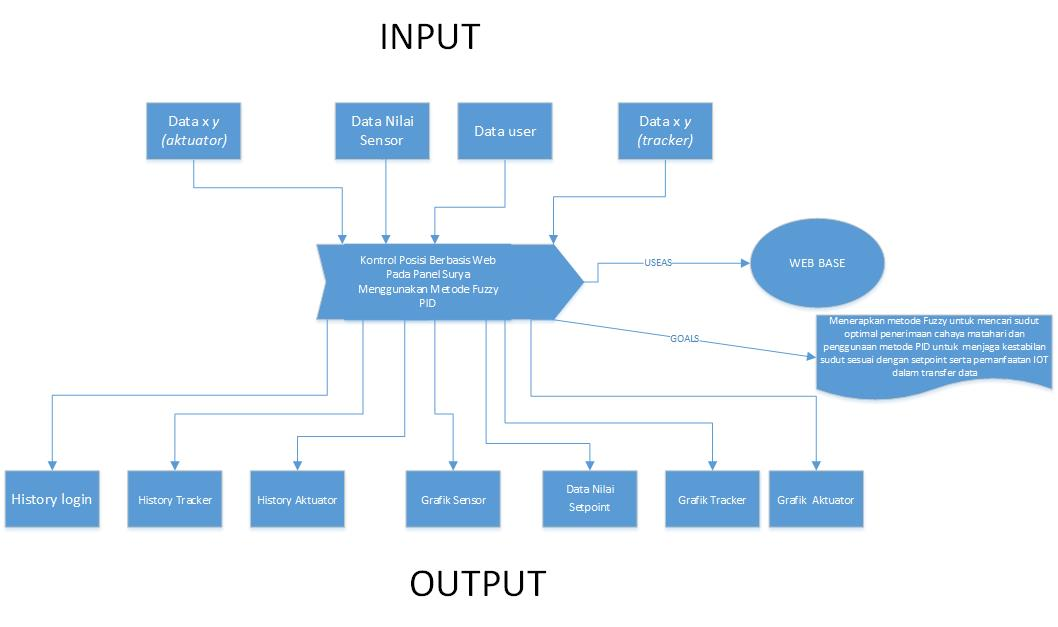 INPUT
Data x y
(aktuator)
Data Nilai
Sensor
Data user
Data x y
(tracker)
Kontrol Posisi Berbasis Web
Pada Panel Surya
Menggunakan Metode Fuzzy
PID
USEAS
WEB BASE
GOALS
Menerapkan metode Fuzzy untuk mencari sudut
optimal penerimaan cahaya matahari dan
penggunaan metode PID untuk menjaga kestabilan
sudut sesuai dengan setpoint serta pemanfaatan IOT
dalam transfer data
History login
History Tracker
History Aktuator
Grafik Sensor
Data Nilai
Setpoint
Grafik Tracker
Grafik Aktuator
OUTPUT